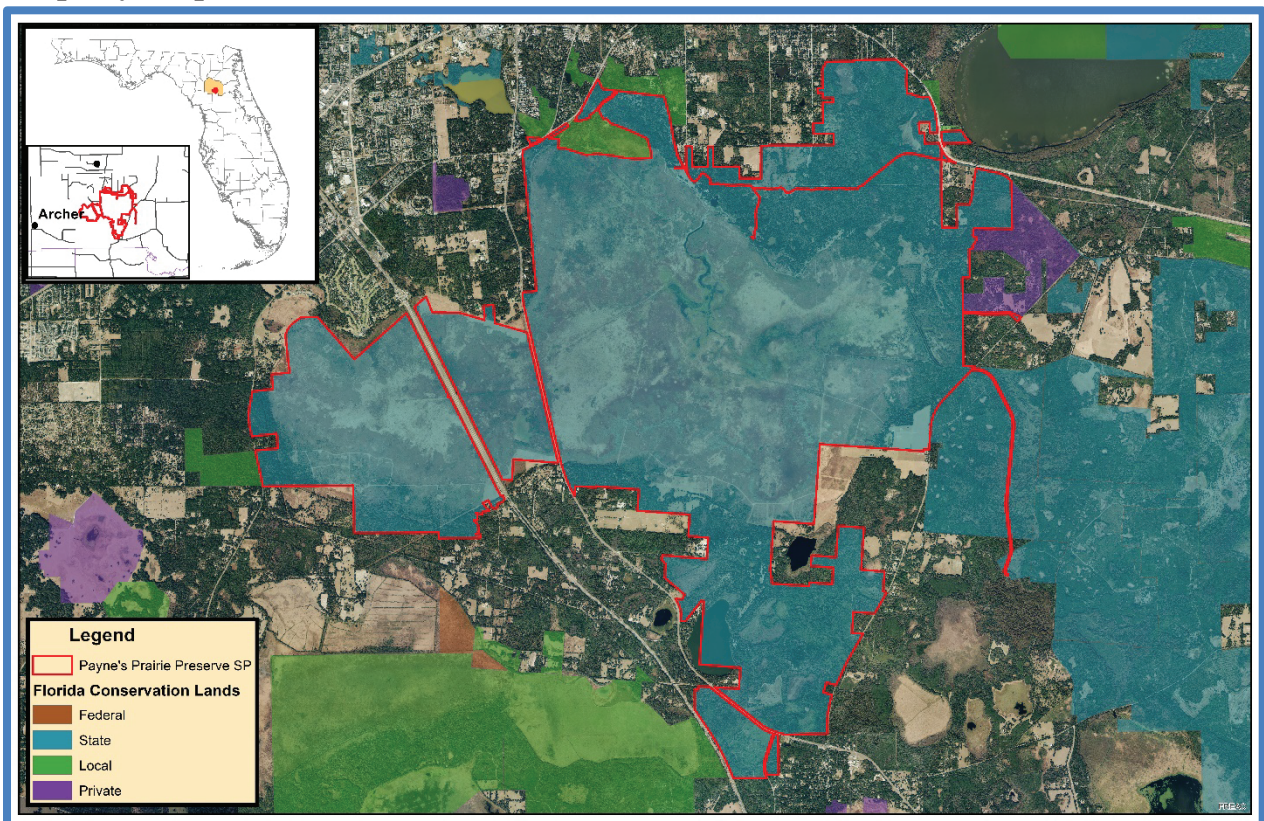 Archer
Legend
Payne's Prairie Preserve SP
Florida Conservation Lands
Federal
State
Local
Private